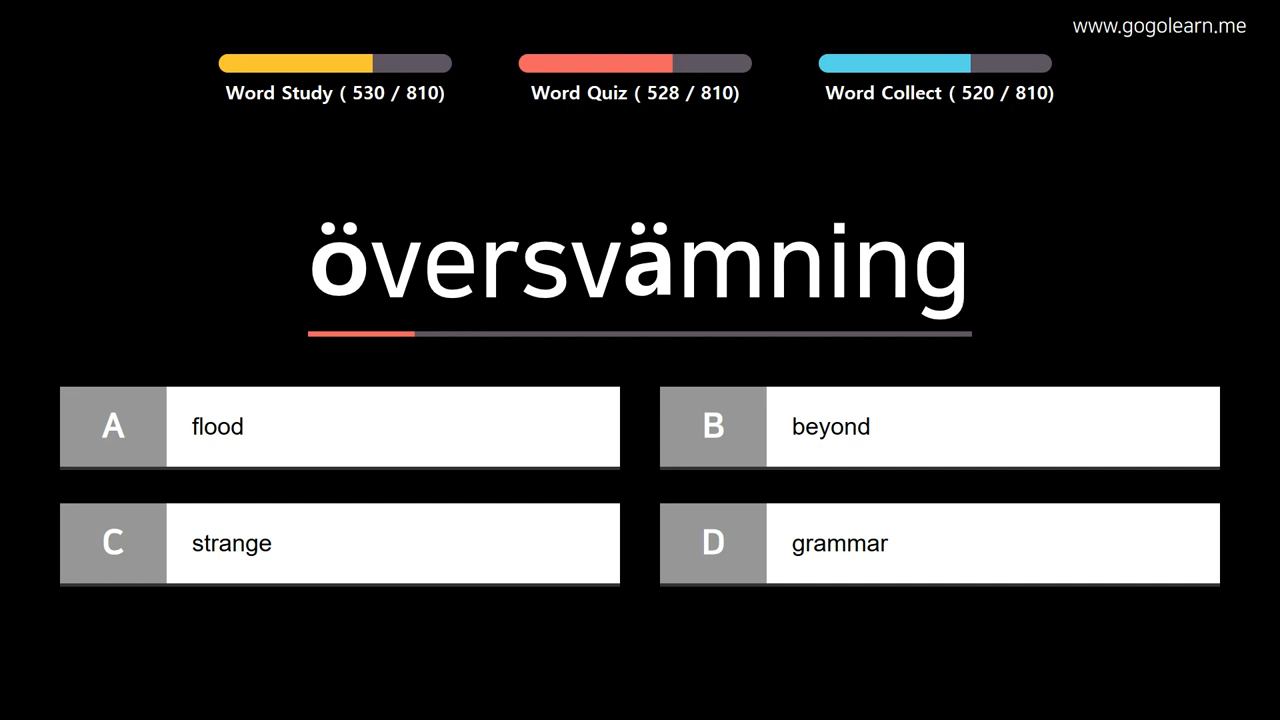 www.gogolearn.me
Word Study ( 530 / 810)
Word Quiz ( 528 / 810)
Word Collect ( 520 / 810)
översvämning
A flood
B beyond
C strange
D grammar